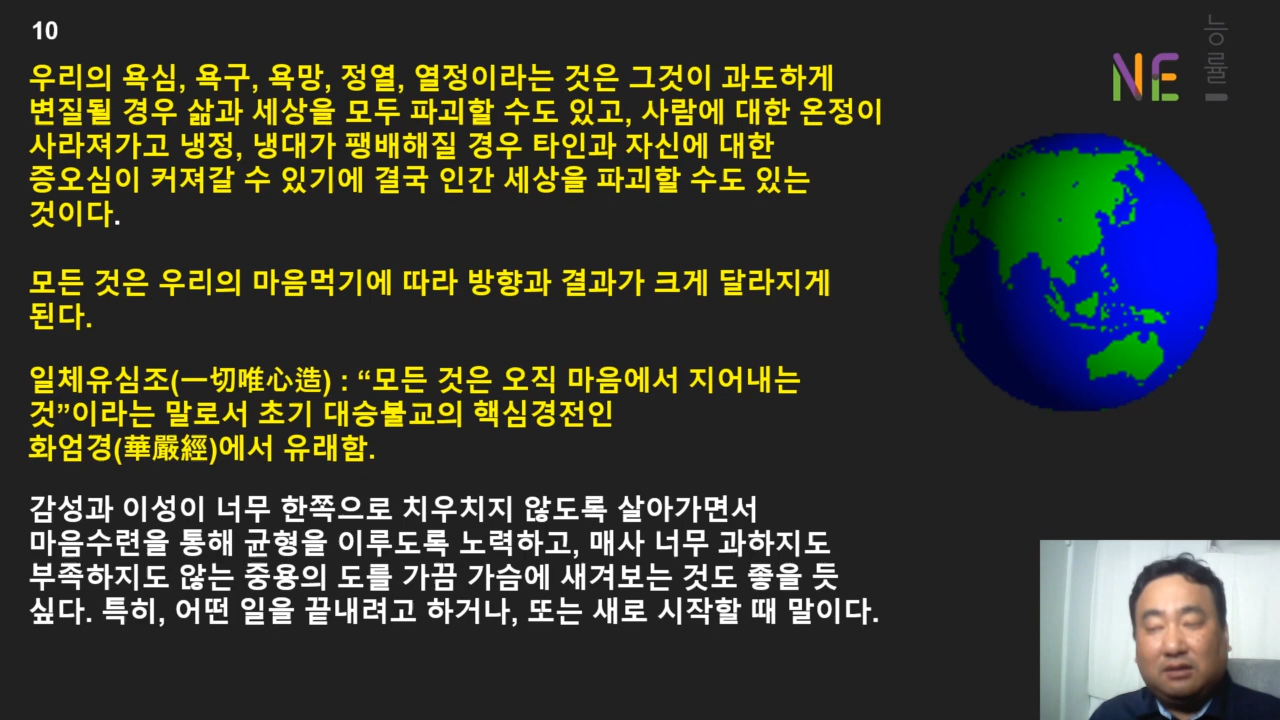 10
우리의 욕심, 욕구, 욕망, 정열, 열정이라는 것은 그것이 과도하게
변질될 경우 삶과 세상을 모두 파괴할 수도 있고, 사람에 대한 온정이
사라져가고 냉정, 냉대가 팽배해질 경우 타인과 자신에 대한
증오심이 커져갈 수 있기에 결국 인간 세상을 파괴할 수도 있는
것이다.
모든 것은 우리의 마음먹기에 따라 방향과 결과가 크게 달라지게
된다.
일체유심조(一切唯心造) : “모든 것은 오직 마음에서 지어내는
것”이라는 말로서 초기 대승불교의 핵심경전인
화엄경(華嚴經)에서 유래함.
감성과 이성이 너무 한쪽으로 치우치지 않도록 살아가면서
마음수련을 통해 균형을 이루도록 노력하고, 매사 너무 과하지도
부족하지도 않는 중용의 도를 가끔 가슴에 새겨보는 것도 좋을 듯
싶다. 특히, 어떤 일을 끝내려고 하거나, 또는 새로 시작할 때 말이다.
NE
능률